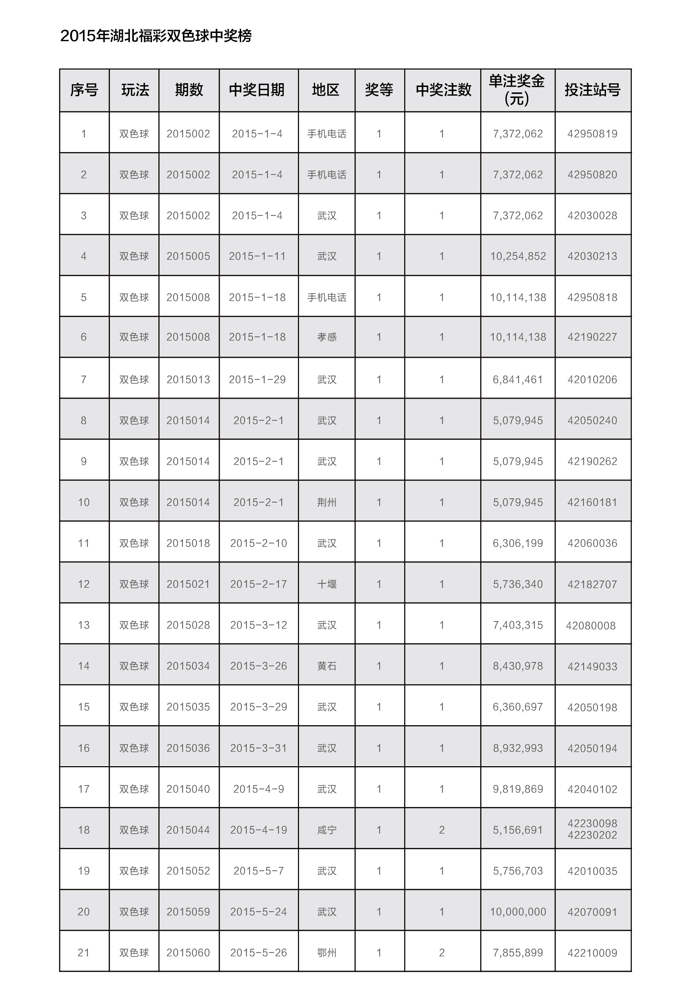 2015年湖北福彩双色球中奖榜
序号 玩法 期数 中奖日期 地区 奖等 中奖注数 单注奖金(元) 投注站号
1 双色球 2015002 2015-1-4 手机电话 1 1 7,372,062 42950819
2 双色球 2015002 2015-1-4 手机电话 1 1 7,372,062 42950820
3 双色球 2015002 2015-1-4 武汉 1 1 7,372,062 42030028
4 双色球 2015005 2015-1-11 武汉 1 1 10,254,852 42030213
5 双色球 2015008 2015-1-18 手机电话 1 1 10,114,138 42950818
6 双色球 2015008 2015-1-18 孝感 1 1 10,114,138 42190227
7 双色球 2015013 2015-1-29 武汉 1 1 6,841,461 42010206
8 双色球 2015014 2015-2-1 武汉 1 1 5,079,945 42050240
9 双色球 2015014 2015-2-1 武汉 1 1 5,079,945 42190262
10 双色球 2015014 2015-2-1 荆州 1 1 5,079,945 42160181
11 双色球 2015018 2015-2-10 武汉 1 1 6,306,199 42060036
12 双色球 2015021 2015-2-17 十堰 1 1 5,736,340 42182707
13 双色球 2015028 2015-3-12 武汉 1 1 7,403,315 42080008
14 双色球 2015034 2015-3-26 黄石 1 1 8,430,978 42149033
15 双色球 2015035 2015-3-29 武汉 1 1 6,360,697 42050198
16 双色球 2015036 2015-3-31 武汉 1 1 8,932,993 42050194
17 双色球 2015040 2015-4-9 武汉 1 1 9,819,869 42040102
18 双色球 2015044 2015-4-19 咸宁 1 2 5,156,691 42230098 42230202
19 双色球 2015052 2015-5-7 武汉 1 1 5,756,703 42010035
20 双色球 2015059 2015-5-24 武汉 1 1 10,000,000 42070091
21 双色球 2015060 2015-5-26 鄂州 1 2 7,855,899 42210009